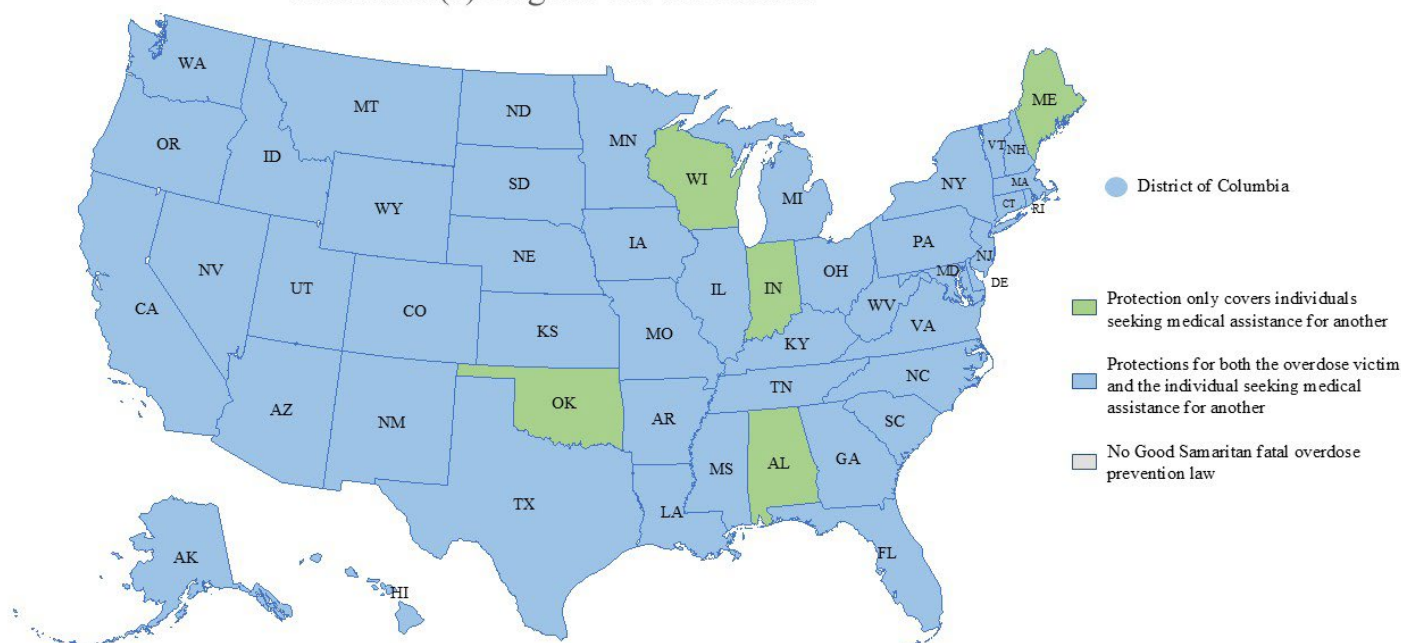 WA
MT
ND
MN
ME
OR
ID
SD
WI
VT
NH
NY
MA
MI
CT
RI
District of Columbia
WY
IA
PA
NE
NV
OH
NJ
UT
IL
IN
MD
DE
CA
CO
WV
VA
KS
MO
KY
Protection only covers individuals
seeking medical assistance for another
NC
TN
AZ
OK
NM
AR
SC
Protections for both the overdose victim
and the individual seeking medical
assistance for another
MS
AL
GA
No Good Samaritan fatal overdose
prevention law
TX
LA
FL
AK
HI